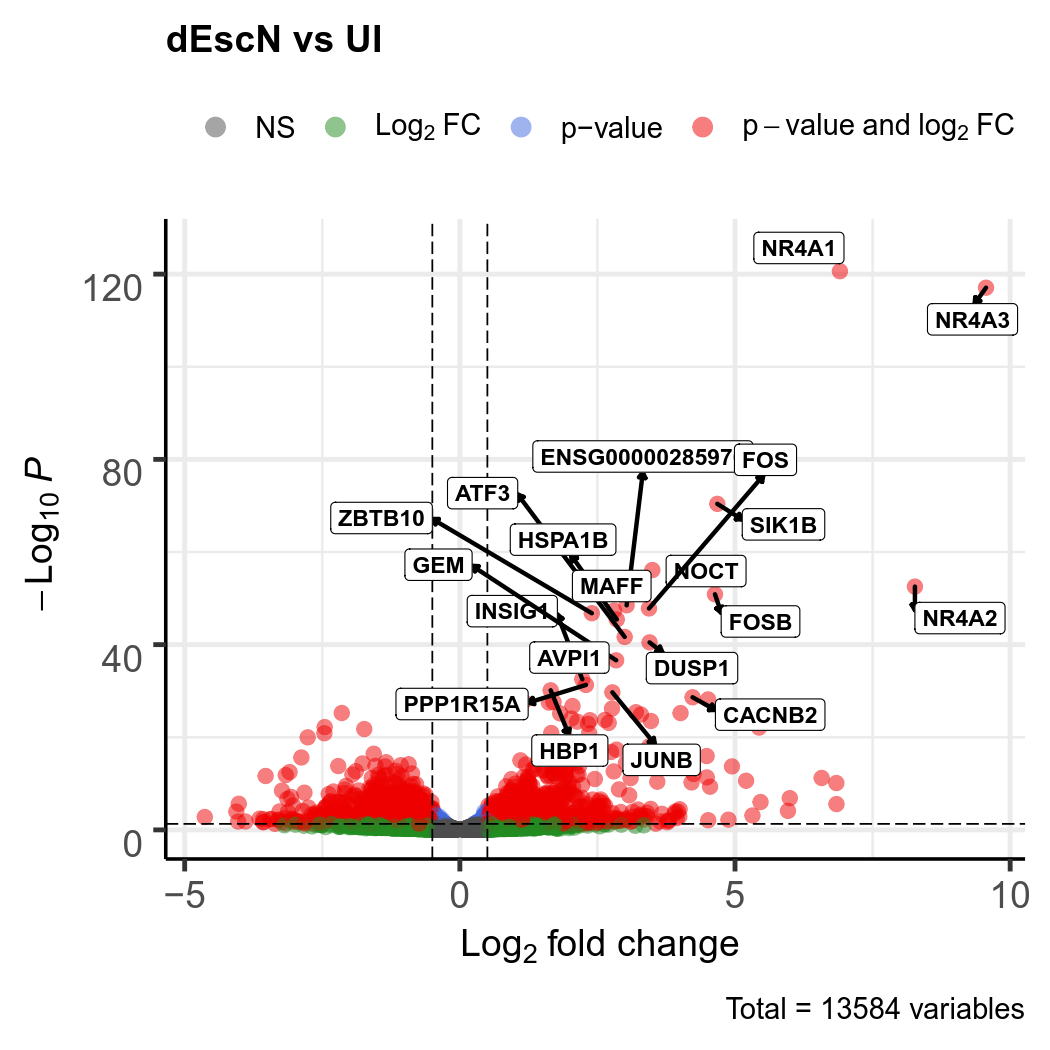 dEscN vs UI
NS Log2 FC p−value p – value and log2 FC
−Log10 P
120
80
40
0
NR4A1
NR4A3
ENSG0000028597
FOS
ATF3
ZBTB10
SIK1B
HSPA1B
GEM
NOCT
MAFF
INSIG1
FOSB
NR4A2
AVPI1
DUSP1
PPP1R15A
CACNB2
HBP1
JUNB
−5 0 5 10
Log2 fold change
Total = 13584 variables